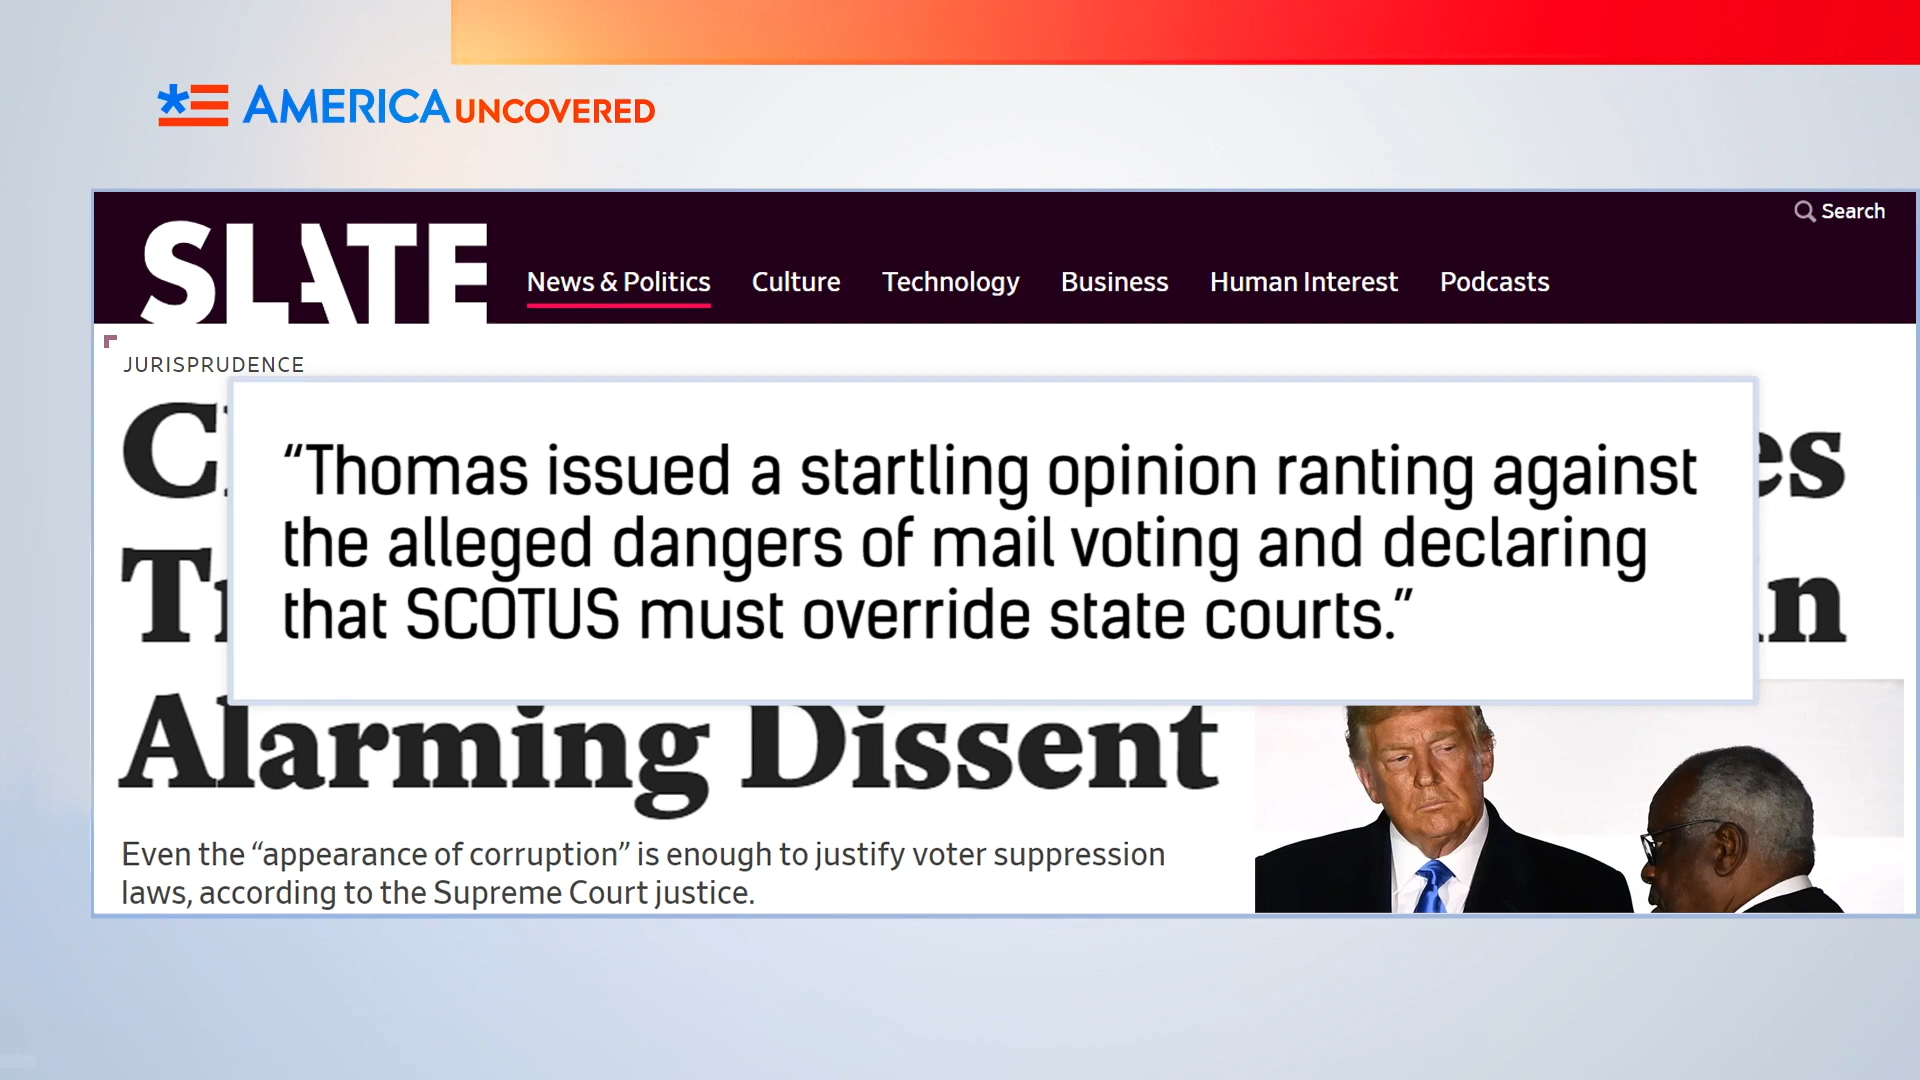 AMERICA UNCOVERED
Search
SLATE
News & Politics Culture Technology Business Human Interest Podcasts
JURISPRUDENCE
“Thomas issued a startling opinion ranting against
the alleged dangers of mail voting and declaring
that SCOTUS must override state courts.”
Alarming Dissent
Even the “appearance of corruption” is enough to justify voter suppression
laws, according to the Supreme Court justice.